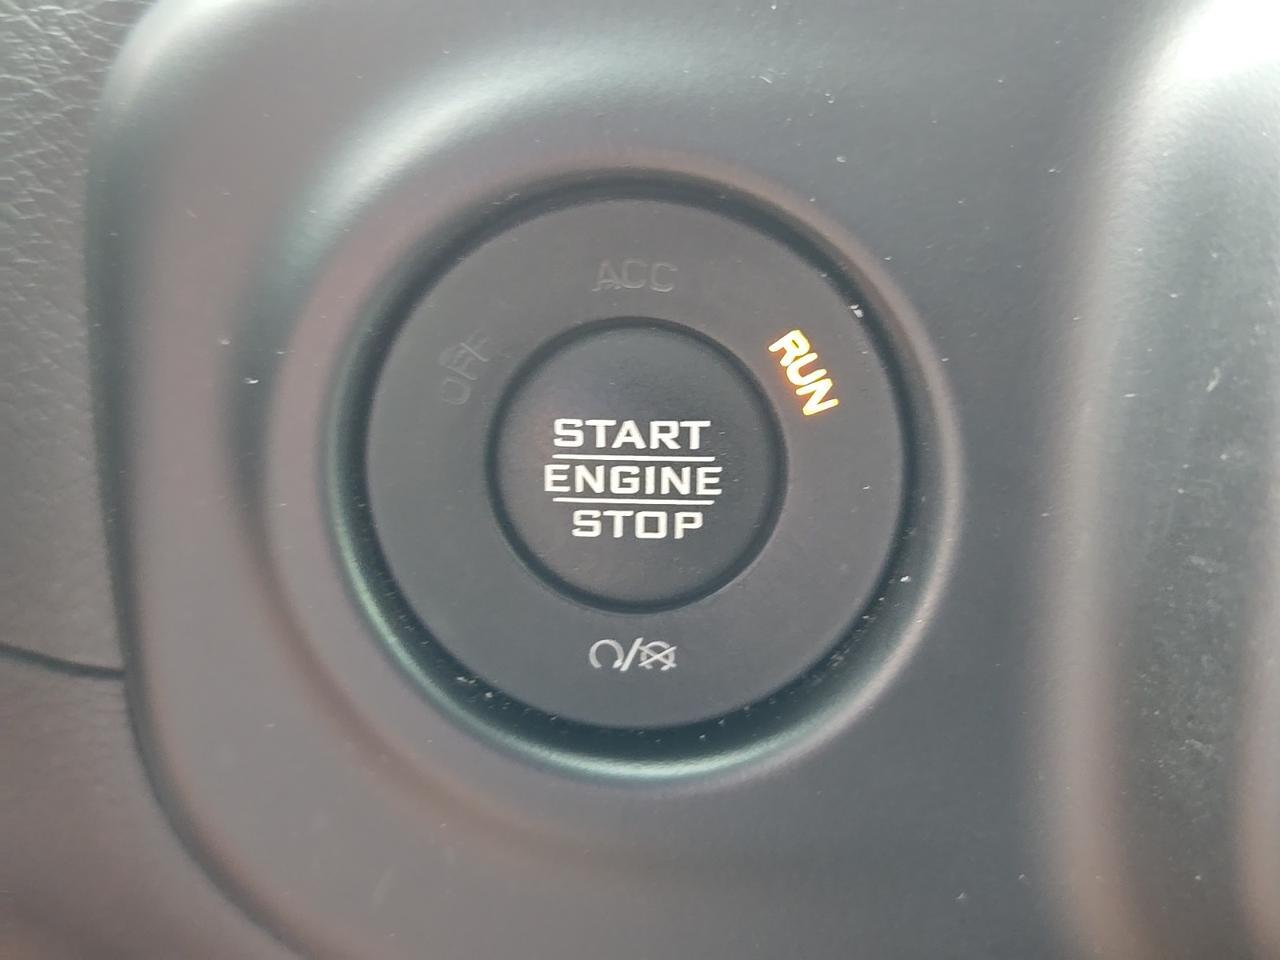 ACC
OFF
RUN
START
ENGINE
STOP